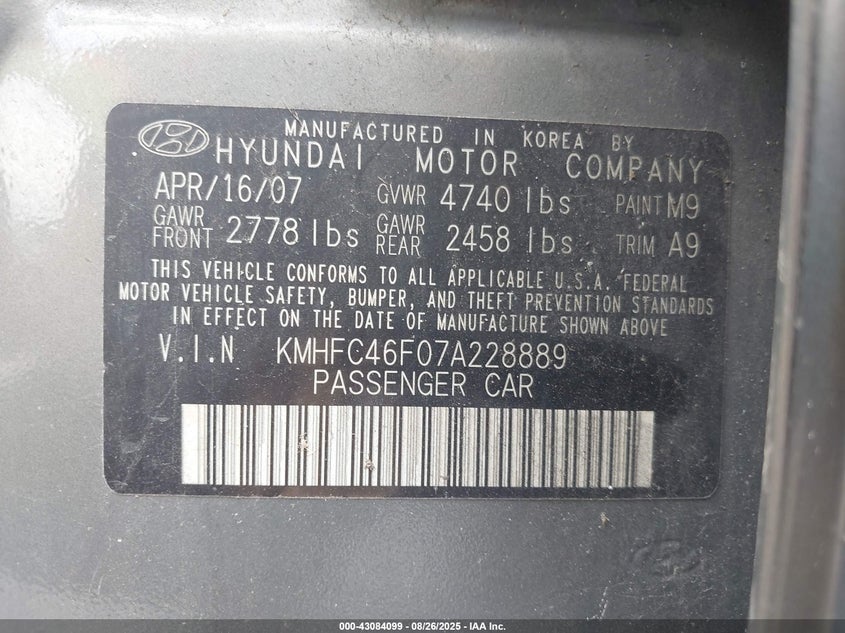 MANUFACTURED IN KOREA BY
HYUNDAI MOTOR COMPANY
APR/16/07 GVWR 4740 lbs PAINT M9
GAWR FRONT 2778 lbs GAWR REAR 2458 lbs TRIM A9
THIS VEHICLE CONFORMS TO ALL APPLICABLE U.S.A. FEDERAL
MOTOR VEHICLE SAFETY, BUMPER, AND THEFT PREVENTION STANDARDS
IN EFFECT ON THE DATE OF MANUFACTURE SHOWN ABOVE
V.I.N KMHFC46F07A228889
PASSENGER CAR
000-43084099 - 08/26/2025 - IAA Inc.